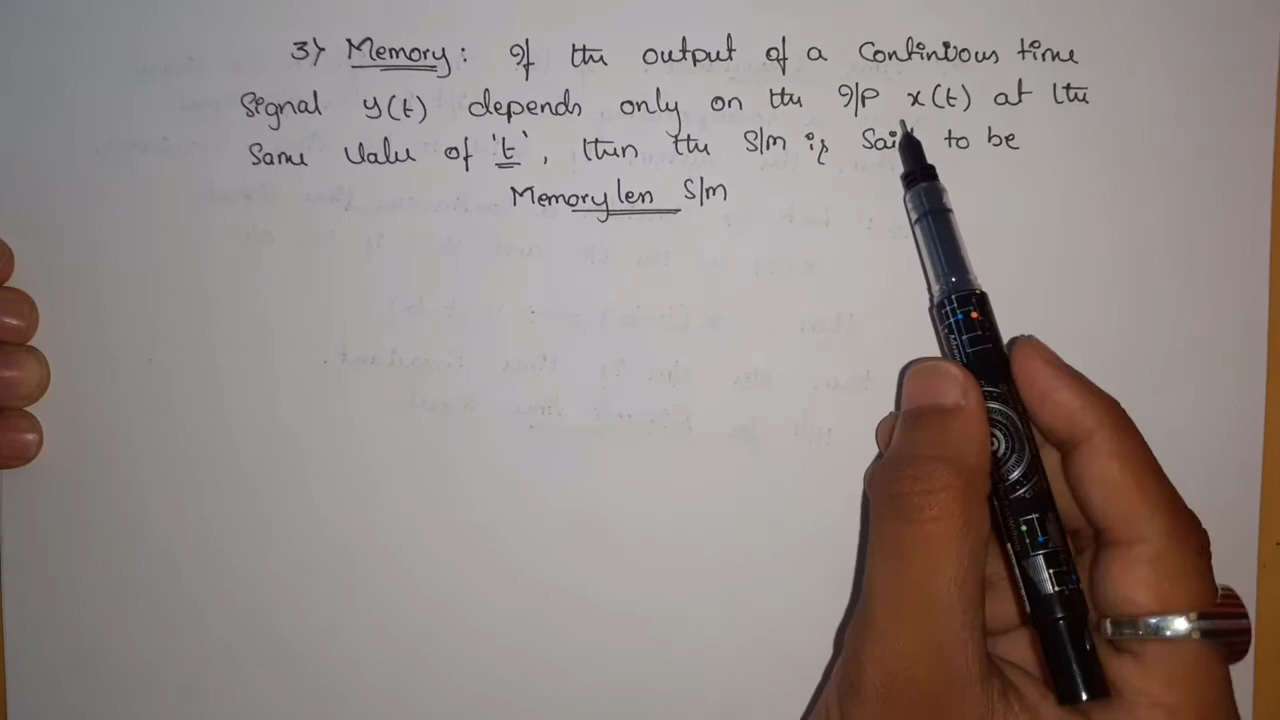 3) Memory: If the output of a Continuous time
Signal y(t) depends only on the I/P x(t) at the
Same Value of 't', then the S/m is Said to be
Memoryless S/m